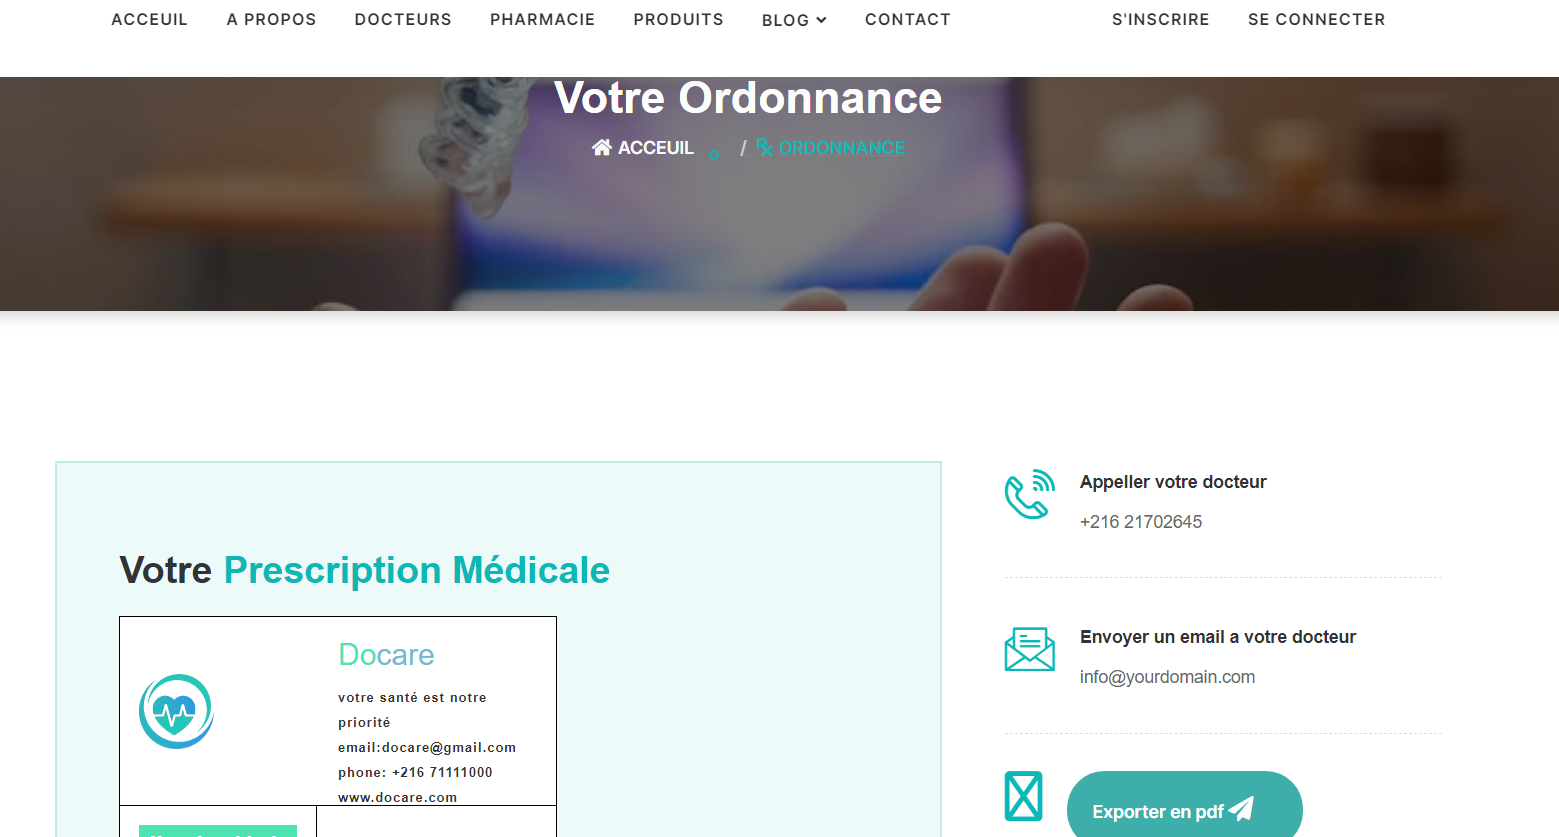 ACCEUIL A PROPOS DOCTEURS PHARMACIE PRODUITS BLOG CONTACT S'INSCRIRE SE CONNECTER
Votre Ordonnance
ACCEUIL / ORDONNANCE
Votre Prescription Médicale
Docare
votre santé est notre
priorité
email:docare@gmail.com
phone: +216 71111000
www.docare.com
Appeller votre docteur
+216 21702645
Envoyer un email a votre docteur
info@yourdomain.com
Exporter en pdf